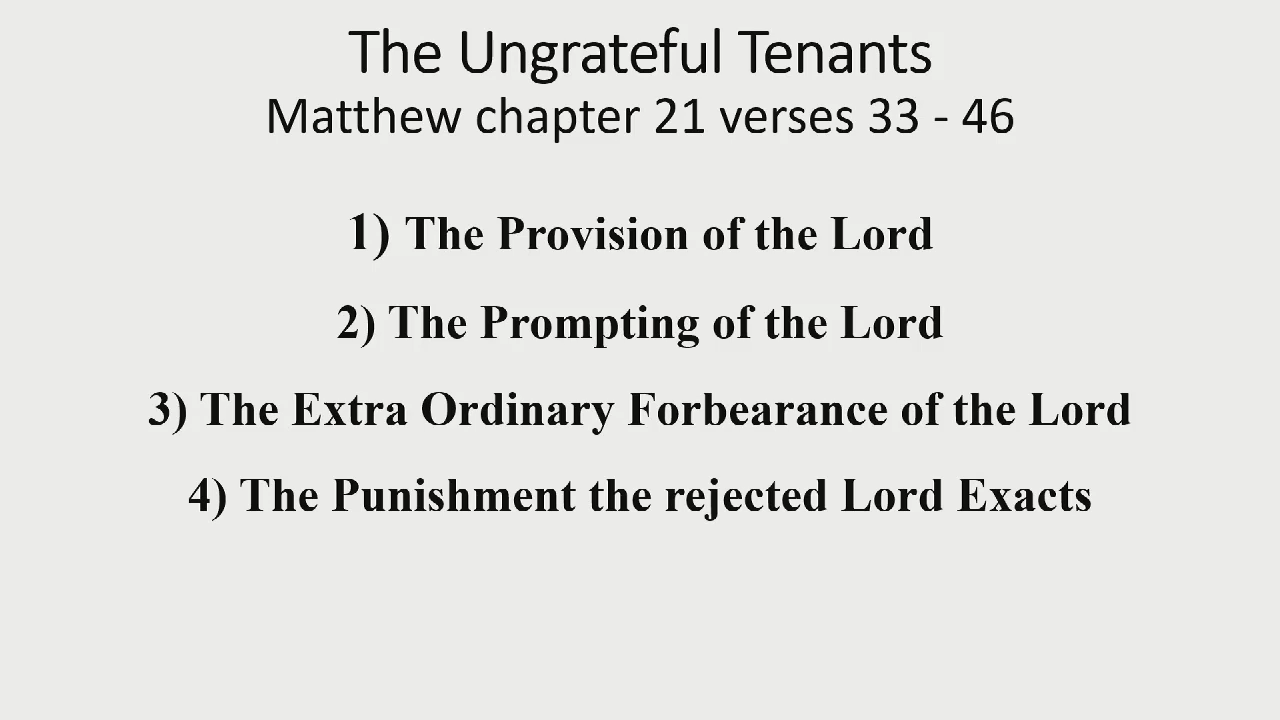 The Ungrateful Tenants
Matthew chapter 21 verses 33 - 46
1) The Provision of the Lord
2) The Prompting of the Lord
3) The Extra Ordinary Forbearance of the Lord
4) The Punishment the rejected Lord Exacts